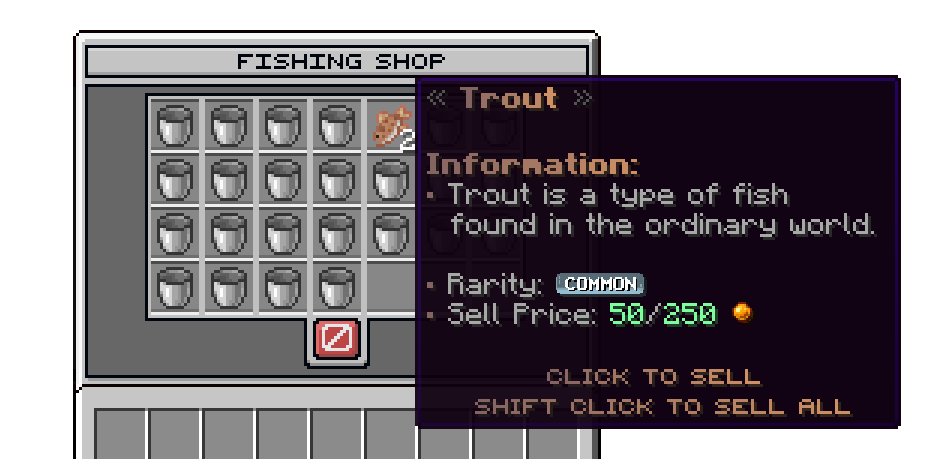 FISHING SHOP
« Trout »
Information:
• Trout is a type of fish
found in the ordinary world.
• Rarity: COMMON
• Sell Price: 50/250
CLICK TO SELL
SHIFT CLICK TO SELL ALL